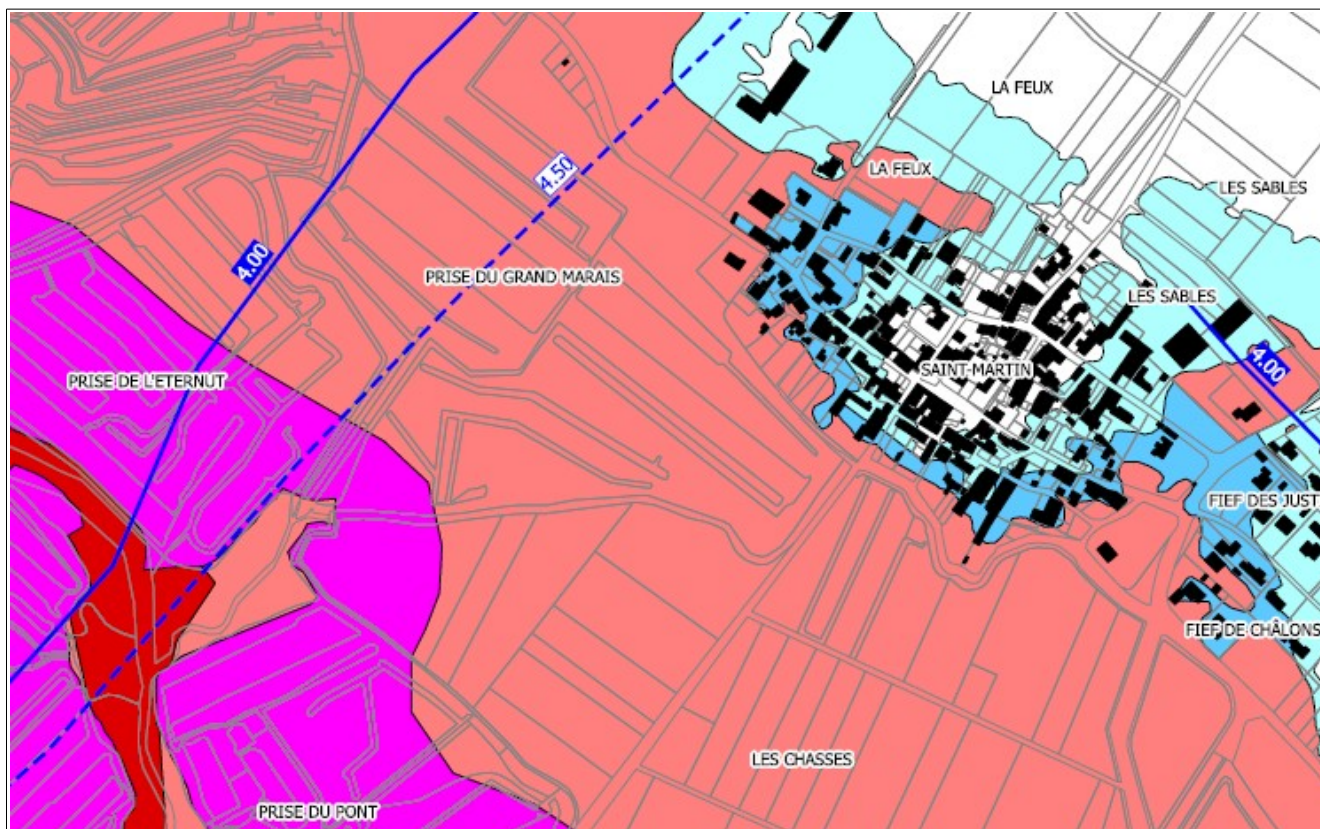 LA FEUX
4.50
LA FEUX
LES SABLES
4.00
PRISE DU GRAND MARAIS
LES SABLES
4.00
PRISE DE L'ETERNUT
SAINT-MARTIN
FIEF DES JUST
FIEF DE CHÂLONS
LES CHASSES
PRISE DU PONT